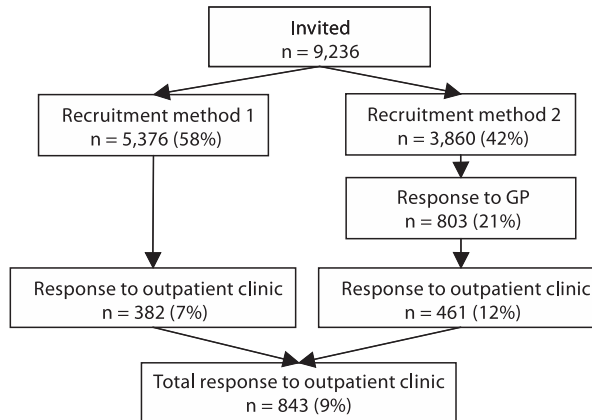 Invited
n = 9,236
Recruitment method 1
n = 5,376 (58%)
Recruitment method 2
n = 3,860 (42%)
Response to GP
n = 803 (21%)
Response to outpatient clinic
n = 382 (7%)
Response to outpatient clinic
n = 461 (12%)
Total response to outpatient clinic
n = 843 (9%)